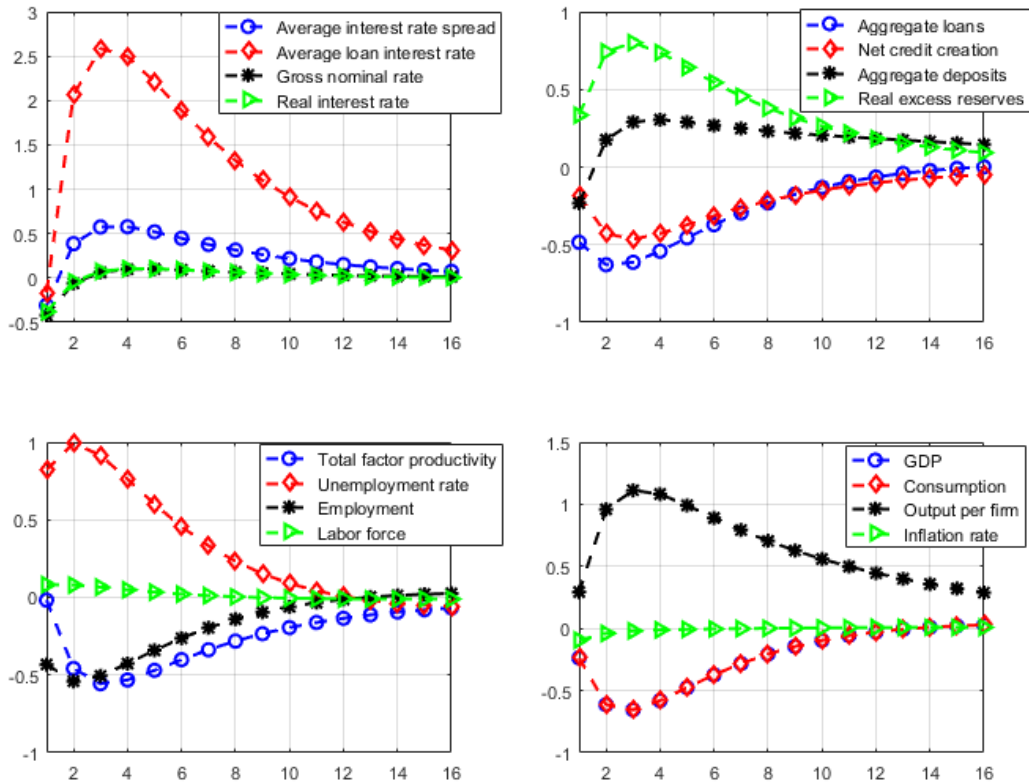 3
2.5
2
1.5
1
0.5
0
-0.5
2 4 6 8 10 12 14 16
Average interest rate spread
Average loan interest rate
Gross nominal rate
Real interest rate
1
0.5
0
-0.5
-1
2 4 6 8 10 12 14 16
Aggregate loans
Net credit creation
Aggregate deposits
Real excess reserves
1
0.5
0
-0.5
-1
2 4 6 8 10 12 14 16
Total factor productivity
Unemployment rate
Employment
Labor force
1.5
1
0.5
0
-0.5
-1
2 4 6 8 10 12 14 16
GDP
Consumption
Output per firm
Inflation rate